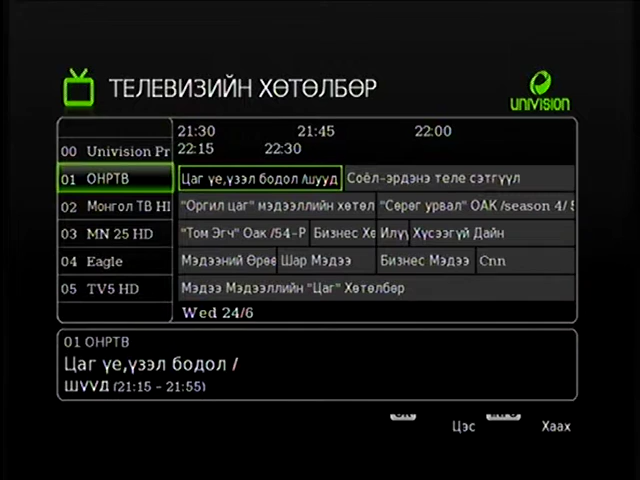 ТЕЛЕВИЗИЙН ХӨТӨЛБӨР
univision
21:30 21:45 22:00
22:15 22:30
00 Univision Pr
01 ОНРТВ Цаг үе,үзэл бодол /шууд Соёл-эрдэнэ теле сэтгүүл
02 Монгол ТВ HI "Оргил цаг" мэдээллийн хөтөл "Сөрөг урвал" ОАК /season 4/ 5
03 MN 25 HD "Том Эгч" Оак /54-Р Бизнес Хө Илүү Хүсээгүй Дайн
04 Eagle Мэдээний Өрөө Шар Мэдээ Бизнес Мэдээ Cnn
05 TV5 HD Мэдээ Мэдээллийн "Цаг" Хөтөлбөр
Wed 24/6
01 ОНРТВ
Цаг үе,үзэл бодол /
шууд (21:15 – 21:55)
OK Цэс INFO Хаах